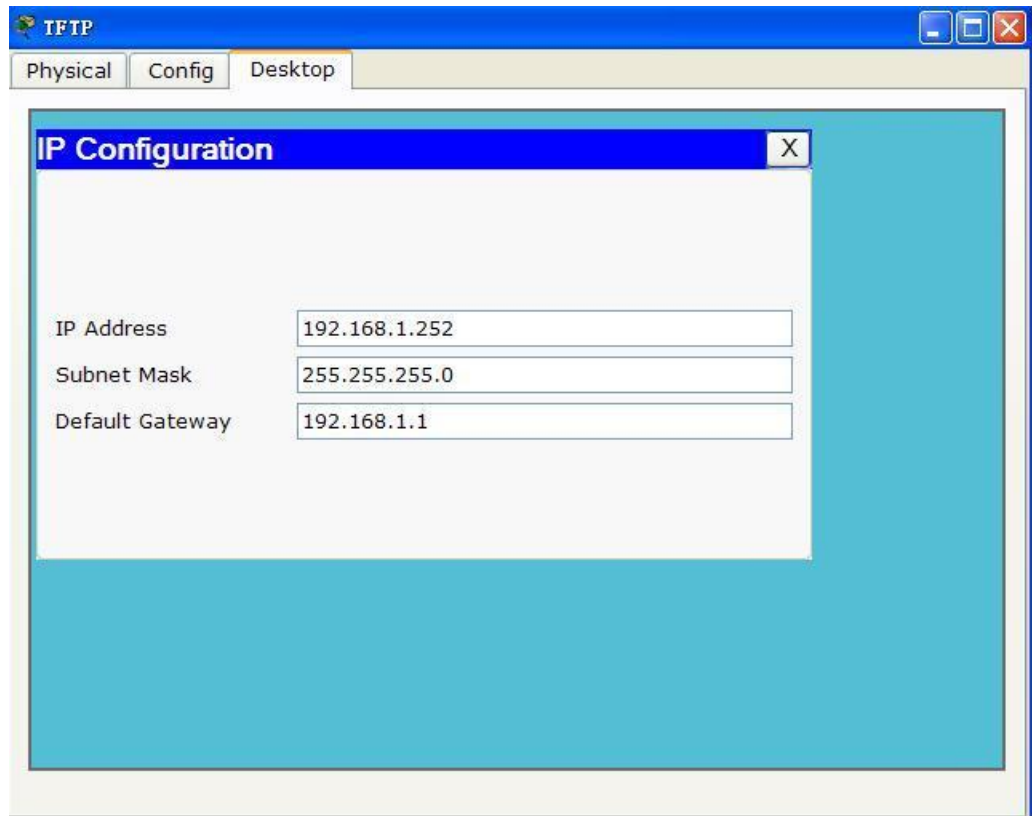 TFTP
Physical Config Desktop
IP Configuration X
IP Address 192.168.1.252
Subnet Mask 255.255.255.0
Default Gateway 192.168.1.1